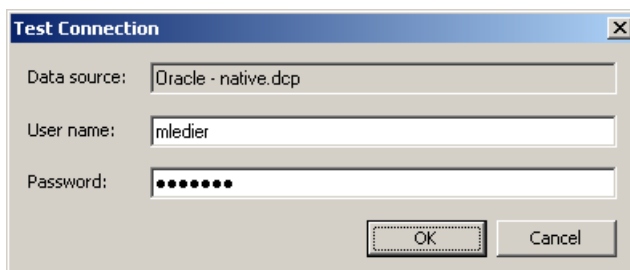 Test Connection
Data source: Oracle - native.dcp
User name: mledier
Password: ●●●●●●●
OK Cancel